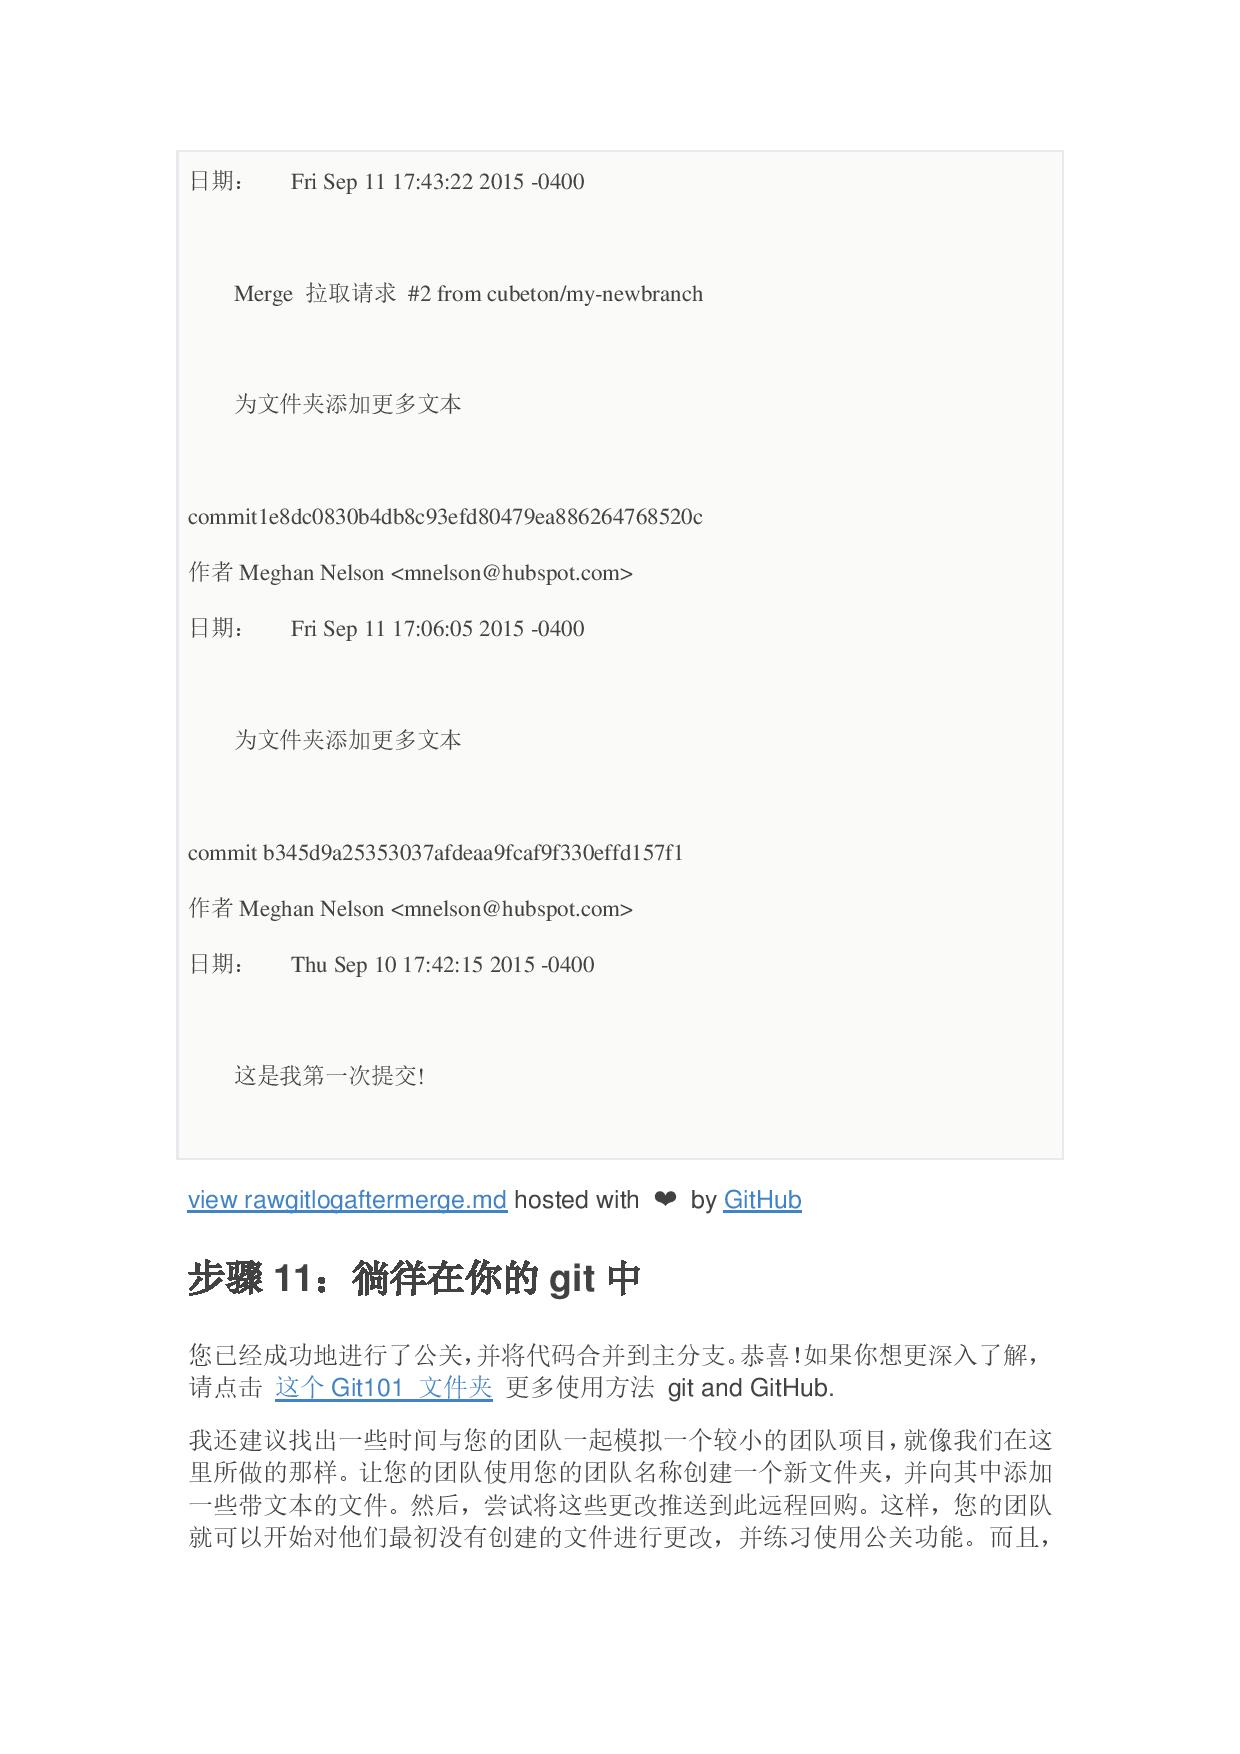 日期： Fri Sep 11 17:43:22 2015 -0400
Merge 拉取请求 #2 from cubeton/my-newbranch
为文件夹添加更多文本
commit1e8dc0830b4db8c93efd80479ea886264768520c
作者 Meghan Nelson <mnelson@hubspot.com>
日期： Fri Sep 11 17:06:05 2015 -0400
为文件夹添加更多文本
commit b345d9a25353037afdeaa9fcaf9f330effd157f1
作者 Meghan Nelson <mnelson@hubspot.com>
日期： Thu Sep 10 17:42:15 2015 -0400
这是我第一次提交!
view rawgitlogaftermerge.md hosted with ❤ by GitHub
步骤 11：徜徉在你的 git 中
您已经成功地进行了公关，并将代码合并到主分支。恭喜！如果你想更深入了解，
请点击 这个 Git101 文件夹 更多使用方法 git and GitHub.
我还建议找出一些时间与您的团队一起模拟一个较小的团队项目，就像我们在这
里所做的那样。让您的团队使用您的团队名称创建一个新文件夹，并向其中添加
一些带文本的文件。然后，尝试将这些更改推送到此远程回购。这样，您的团队
就可以开始对他们最初没有创建的文件进行更改，并练习使用公关功能。而且，